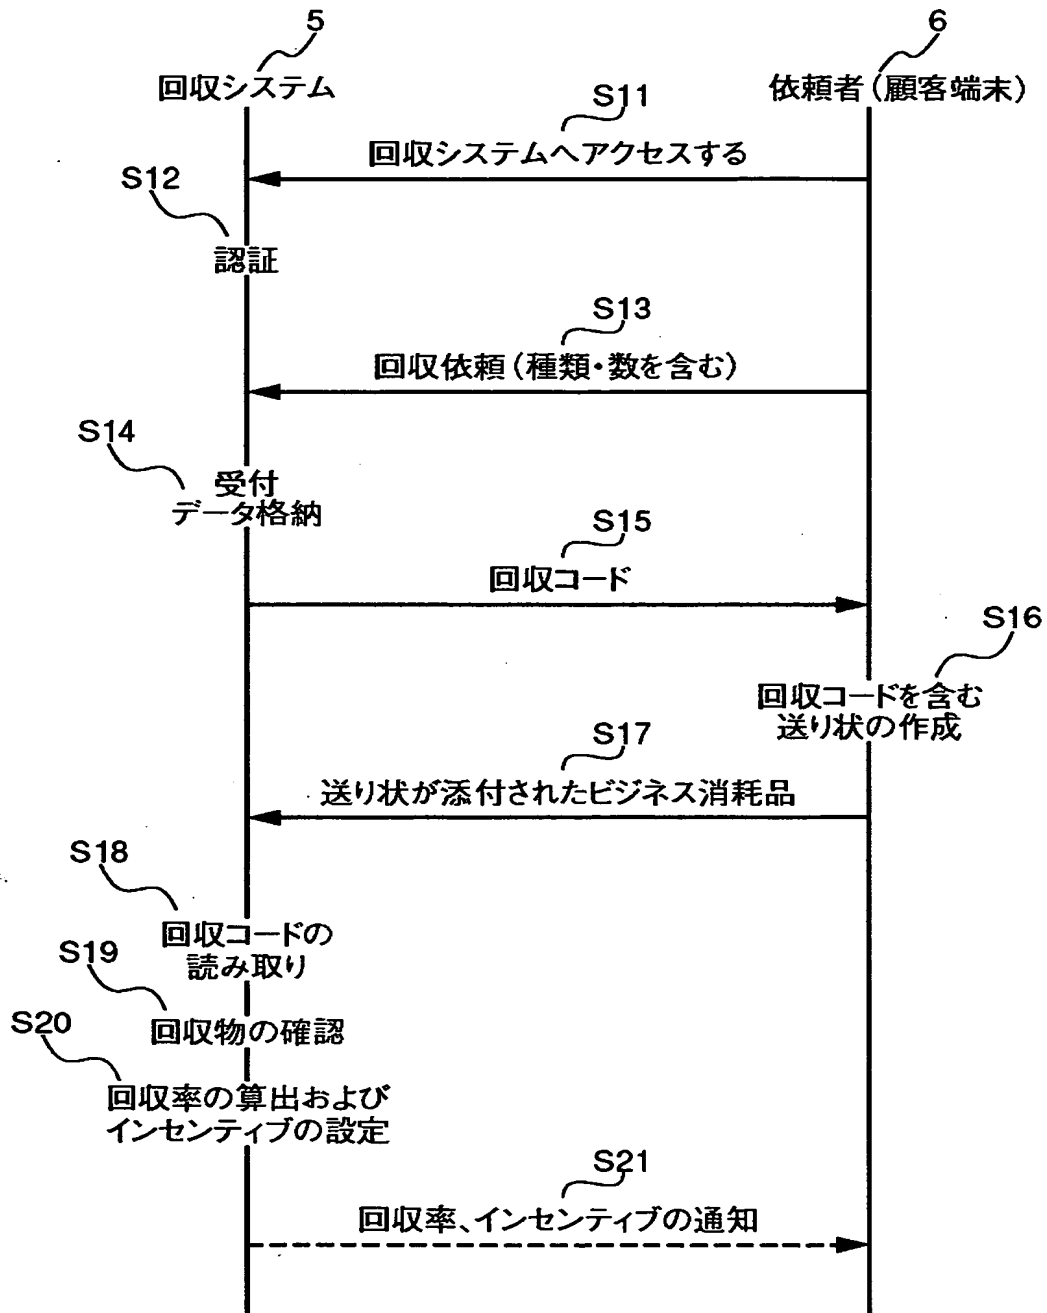 5
6
回収システム
依頼者(顧客端末)
S11
回収システムへアクセスする
S12
認証
S13
回収依頼(種類・数を含む)
S14
受付
データ格納
S15
回収コード
S16
回収コードを含む
送り状の作成
S17
送り状が添付されたビジネス消耗品
S18
回収コードの
読み取り
S19
回収物の確認
S20
回収率の算出および
インセンティブの設定
S21
回収率、インセンティブの通知